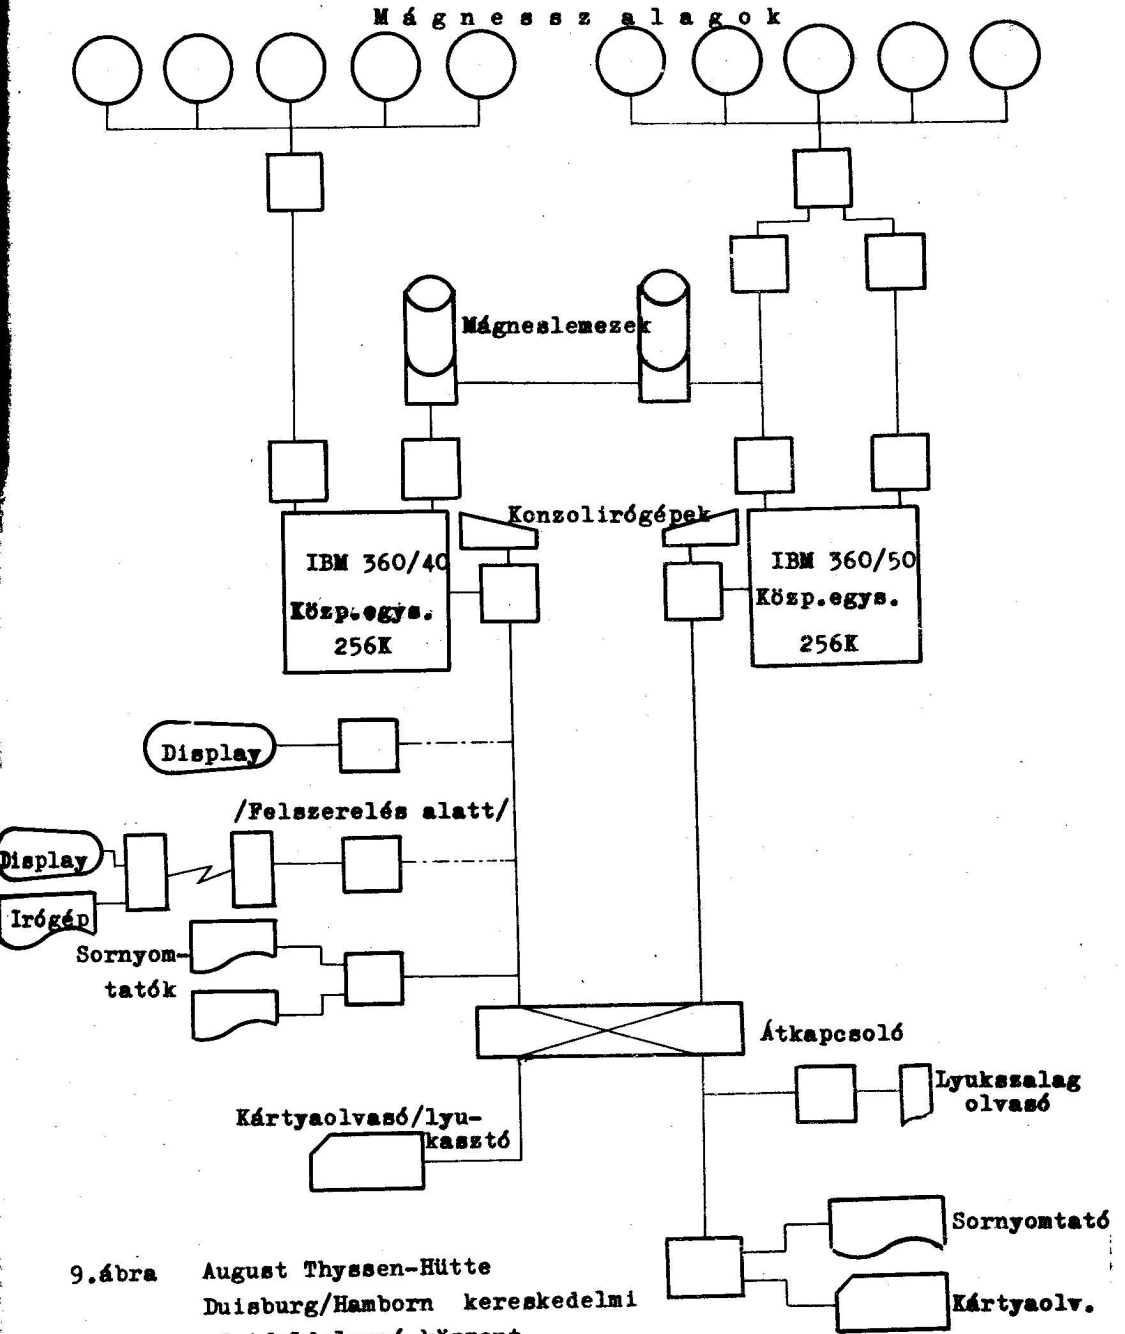 Mágnesszalagok
Mágneslemezek
Konzolirógépek
IBM 360/40
Közp.egys.
256K
IBM 360/50
Közp.egys.
256K
Display
/Felszerelés alatt/
Display
Irógép
Sornyom-
tatók
Átkapcsoló
Lyukszalag
olvasó
Kártyaolvasó/lyu-
kasztó
Sornyomtató
Kártyaolv.
9.ábra August Thyssen-Hütte
Duisburg/Hamborn kereskedelmi
központ